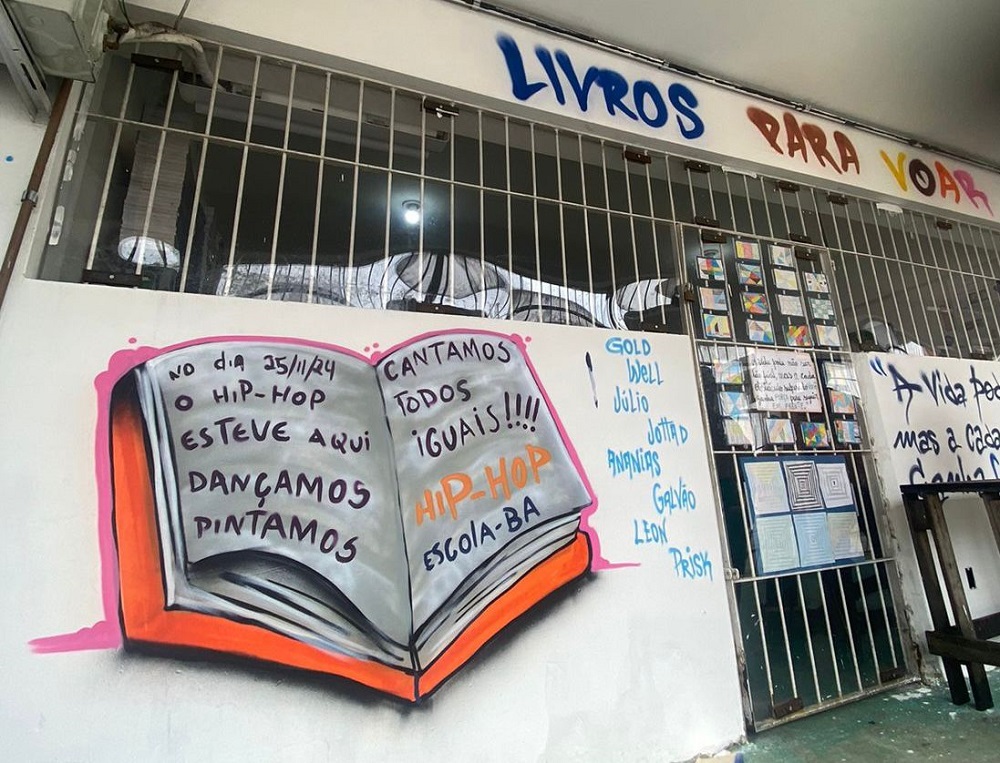 LIVROS PARA VOAR
NO DIA 25/11/24
O HIP-HOP
ESTEVE AQUI
DANÇAMOS
PINTAMOS
CANTAMOS
TODOS
IGUAIS!!!!
HIP-HOP
ESCOLA-BA
GOLD
WELL
JÚLIO
JOTTAD
ANANIAS
GALVÃO
LEON
PRISK
"A Vida pod
mas a cada